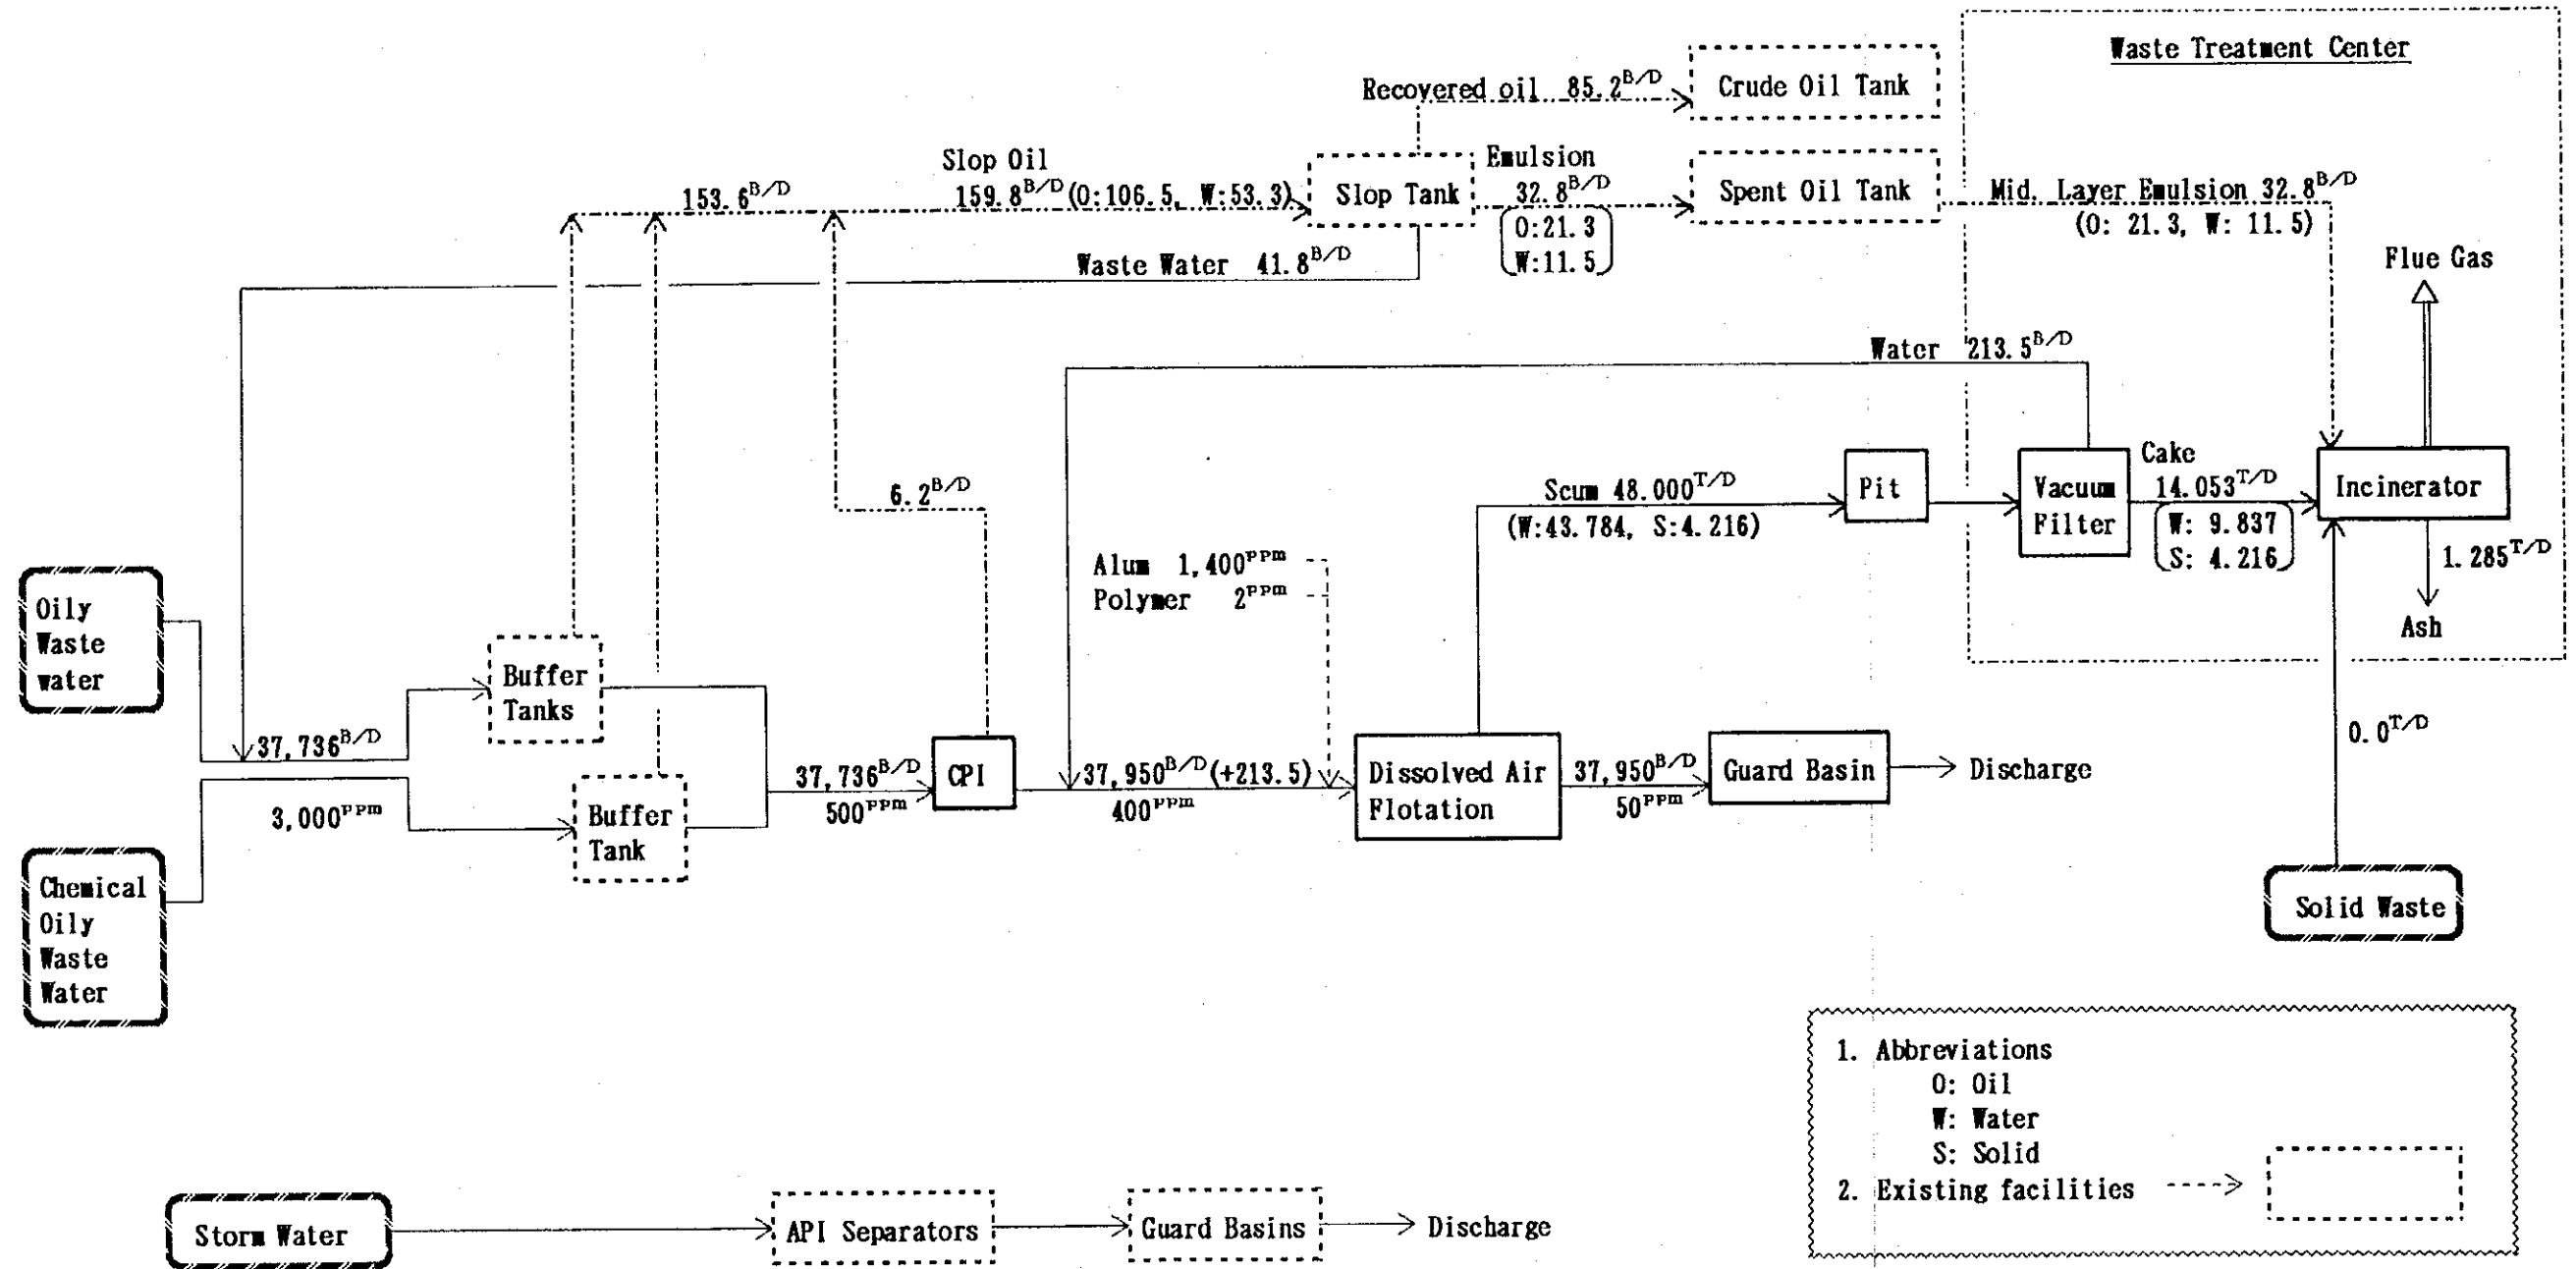 Waste Treatment Center
Recovered oil 85.2B/D
Crude Oil Tank
Slop Oil
153.6B/D
159.8B/D(O:106.5, W:53.3)
Slop Tank
Emulsion
32.8B/D
O:21.3
W:11.5
Spent Oil Tank
Mid. Layer Emulsion 32.8B/D
(O: 21.3, W: 11.5)
Waste Water 41.8B/D
Flue Gas
Water 213.5B/D
6.2B/D
Scum 48.000T/D
(W:43.784, S:4.216)
Pit
Vacuum
Filter
Cake
14.053T/D
W: 9.837
S: 4.216
Incinerator
1.285T/D
Ash
Alum 1,400ppm
Polymer 2ppm
Oily
Waste
water
Buffer
Tanks
37,736B/D
3,000ppm
Buffer
Tank
37,736B/D
500ppm
CPI
37,950B/D(+213.5)
400ppm
Dissolved Air
Flotation
37,950B/D
50ppm
Guard Basin
Discharge
0.0T/D
Solid Waste
Chemical
Oily
Waste
Water
1. Abbreviations
O: Oil
W: Water
S: Solid
2. Existing facilities
Storm Water
API Separators
Guard Basins
Discharge